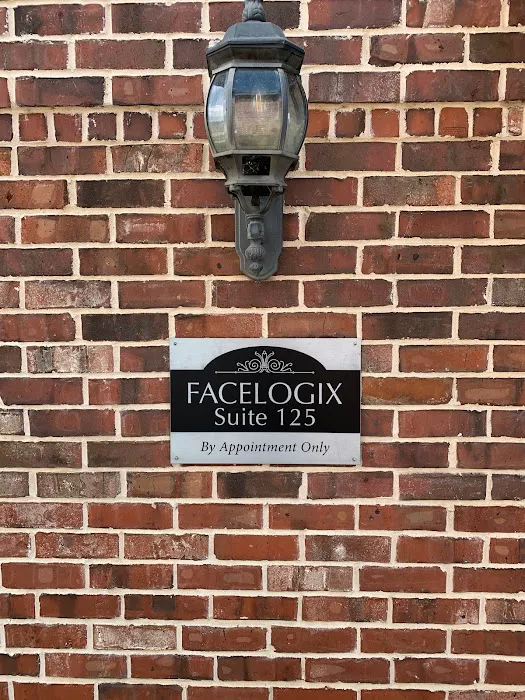 FACELOGIX
Suite 125
By Appointment Only